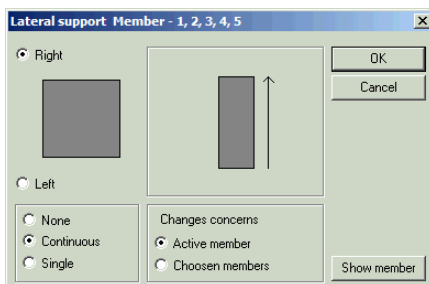 Lateral support Member - 1, 2, 3, 4, 5
Right
OK
Cancel
Left
None
Continuous
Single
Changes concerns
Active member
Choosen members
Show member